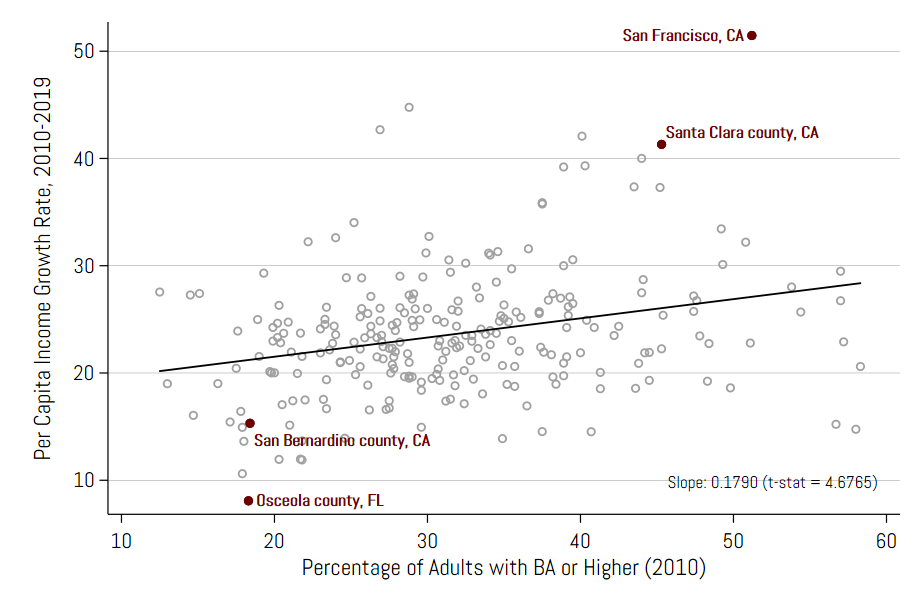 San Francisco, CA
50
Santa Clara county, CA
40
Per Capita Income Growth Rate, 2010-2019
30
20
San Bernardino county, CA
10
Slope: 0.1790 (t-stat = 4.6765)
Osceola county, FL
10 20 30 40 50 60
Percentage of Adults with BA or Higher (2010)